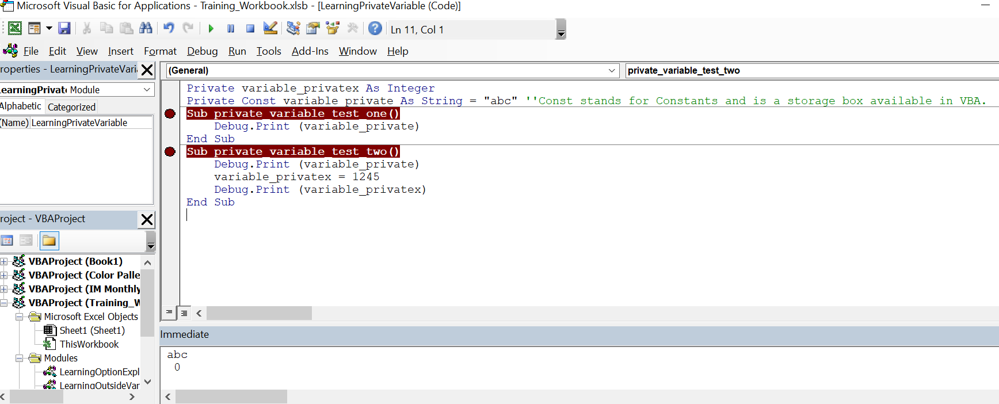 Microsoft Visual Basic for Applications - Training_Workbook.xlsb - [LearningPrivateVariable (Code)]
Ln 11, Col 1
File Edit View Insert Format Debug Run Tools Add-Ins Window Help
roperties - LearningPrivateVari
(General)
private_variable_test_two
earningPrivat Module
Alphabetic Categorized
(Name) LearningPrivateVariable
Private variable_privatex As Integer
Private Const variable_private As String = "abc" ''Const stands for Constants and is a storage box available in VBA.
Sub private_variable_test_one()
Debug.Print (variable_private)
End Sub
Sub private_variable_test_two()
Debug.Print (variable_private)
variable_privatex = 1245
Debug.Print (variable_privatex)
End Sub
roject - VBAProject
VBAProject (Book1)
VBAProject (Color Palle
VBAProject (IM Monthly
VBAProject (Training_W
Microsoft Excel Objects
Sheet1 (Sheet1)
ThisWorkbook
Modules
LearningOptionExpl
LearningOutsideVar
Immediate
abc
0